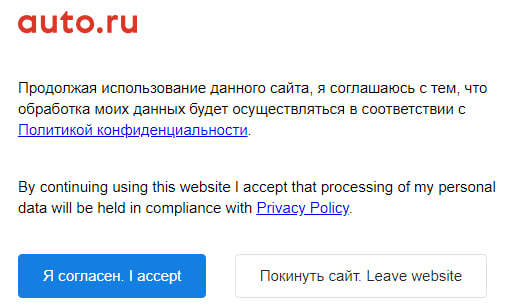 auto.ru
Продолжая использование данного сайта, я соглашаюсь с тем, что
обработка моих данных будет осуществляться в соответствии с
Политикой конфиденциальности.
By continuing using this website I accept that processing of my personal
data will be held in compliance with Privacy Policy.
Я согласен. I accept
Покинуть сайт. Leave website